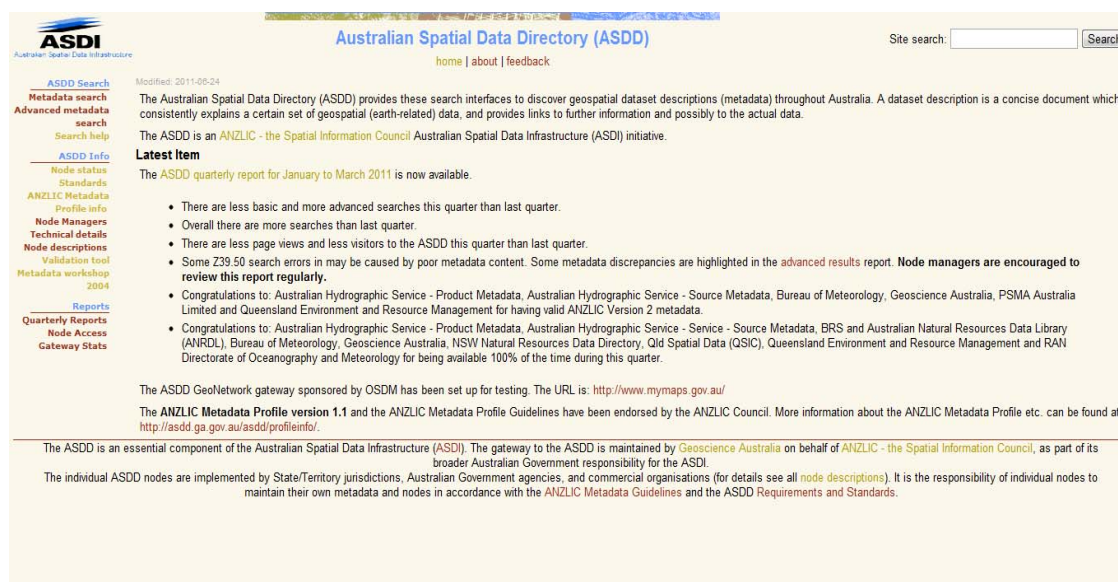 ASDI
Australian Spatial Data Infrastructure
Australian Spatial Data Directory (ASDD)
home | about | feedback
Site search:
Search
ASDD Search
Metadata search
Advanced metadata
search
Search help
ASDD Info
Node status
Standards
ANZLIC Metadata
Profile info
Node Managers
Technical details
Node descriptions
Validation tool
Metadata workshop
2004
Reports
Quarterly Reports
Node Access
Gateway Stats
Modified: 2011-06-24
The Australian Spatial Data Directory (ASDD) provides these search interfaces to discover geospatial dataset descriptions (metadata) throughout Australia. A dataset description is a concise document which
consistently explains a certain set of geospatial (earth-related) data, and provides links to further information and possibly to the actual data.
The ASDD is an ANZLIC - the Spatial Information Council Australian Spatial Data Infrastructure (ASDI) initiative.
Latest Item
The ASDD quarterly report for January to March 2011 is now available.
• There are less basic and more advanced searches this quarter than last quarter.
• Overall there are more searches than last quarter.
• There are less page views and less visitors to the ASDD this quarter than last quarter.
• Some Z39.50 search errors in may be caused by poor metadata content. Some metadata discrepancies are highlighted in the advanced results report. Node managers are encouraged to
review this report regularly.
• Congratulations to: Australian Hydrographic Service - Product Metadata, Australian Hydrographic Service - Source Metadata, Bureau of Meteorology, Geoscience Australia, PSMA Australia
Limited and Queensland Environment and Resource Management for having valid ANZLIC Version 2 metadata.
• Congratulations to: Australian Hydrographic Service - Product Metadata, Australian Hydrographic Service - Service - Source Metadata, BRS and Australian Natural Resources Data Library
(ANRDL), Bureau of Meteorology, Geoscience Australia, NSW Natural Resources Data Directory, Qld Spatial Data (QSIC), Queensland Environment and Resource Management and RAN
Directorate of Oceanography and Meteorology for being available 100% of the time during this quarter.
The ASDD GeoNetwork gateway sponsored by OSDM has been set up for testing. The URL is: http://www.mymaps.gov.au/
The ANZLIC Metadata Profile version 1.1 and the ANZLIC Metadata Profile Guidelines have been endorsed by the ANZLIC Council. More information about the ANZLIC Metadata Profile etc. can be found at
http://asdd.ga.gov.au/asdd/profileinfo/.
The ASDD is an essential component of the Australian Spatial Data Infrastructure (ASDI). The gateway to the ASDD is maintained by Geoscience Australia on behalf of ANZLIC - the Spatial Information Council, as part of its
broader Australian Government responsibility for the ASDI.
The individual ASDD nodes are implemented by State/Territory jurisdictions, Australian Government agencies, and commercial organisations (for details see all node descriptions). It is the responsibility of individual nodes to
maintain their own metadata and nodes in accordance with the ANZLIC Metadata Guidelines and the ASDD Requirements and Standards.